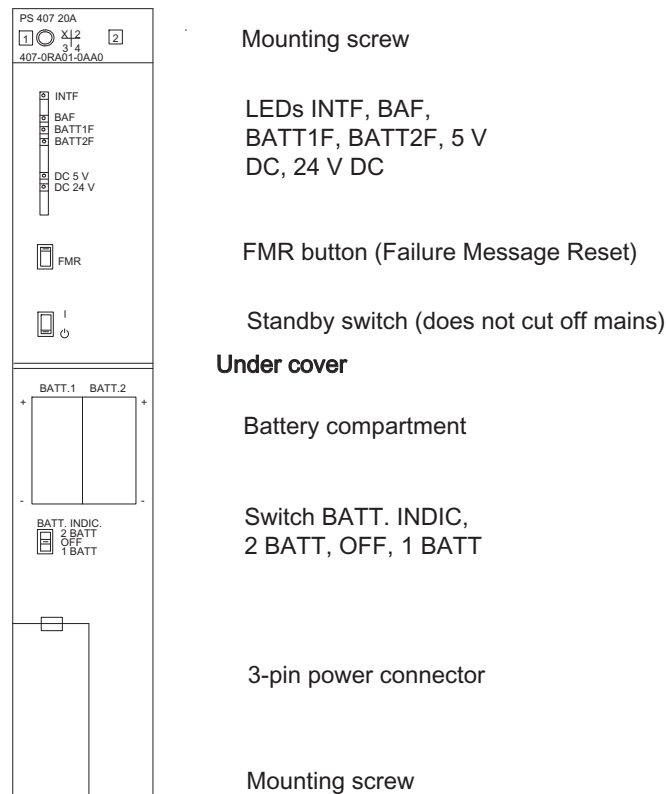 PS 407 20A
1 X 2 2
3 4
407-0RA01-0AA0
Mounting screw
INTF
BAF
BATT1F
BATT2F
DC 5 V
DC 24 V
LEDs INTF, BAF,
BATT1F, BATT2F, 5 V
DC, 24 V DC
FMR
FMR button (Failure Message Reset)
I
Standby switch (does not cut off mains)
Under cover
BATT.1 BATT.2
+ +
Battery compartment
- -
BATT. INDIC.
2 BATT
OFF
1 BATT
Switch BATT. INDIC,
2 BATT, OFF, 1 BATT
3-pin power connector
Mounting screw